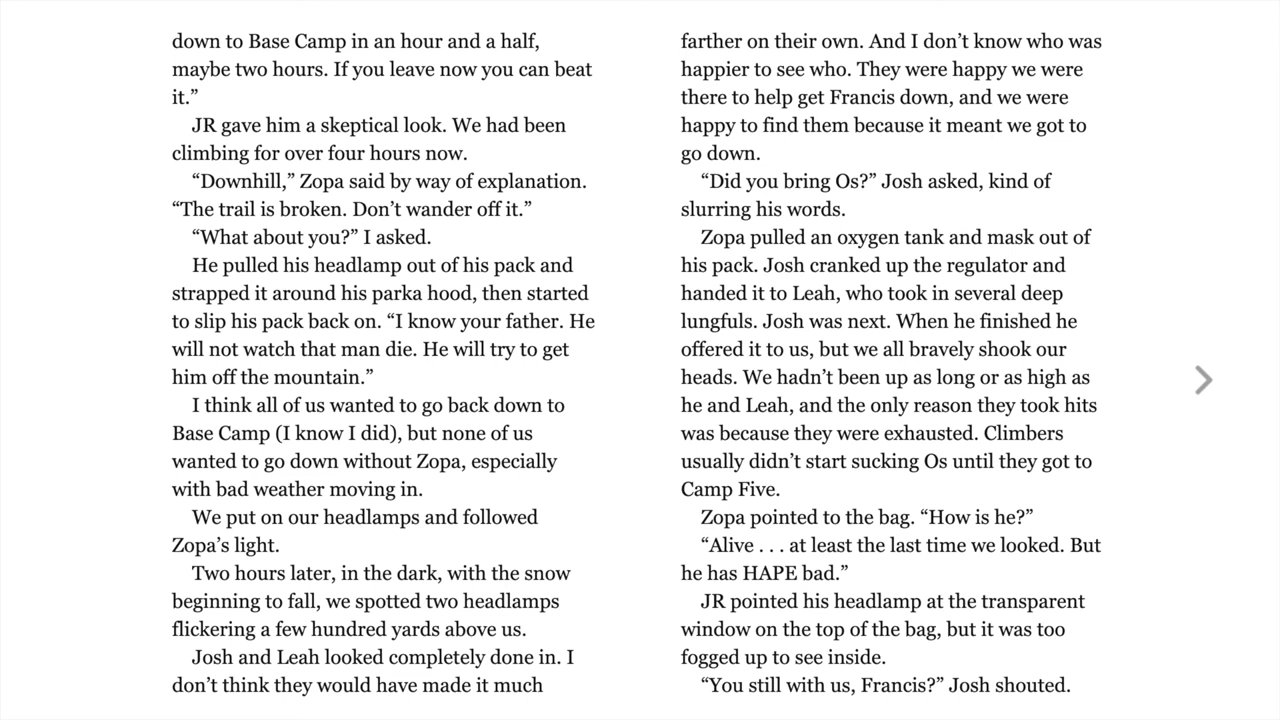 down to Base Camp in an hour and a half,
maybe two hours. If you leave now you can beat
it.”
JR gave him a skeptical look. We had been
climbing for over four hours now.
“Downhill,” Zopa said by way of explanation.
“The trail is broken. Don’t wander off it.”
“What about you?” I asked.
He pulled his headlamp out of his pack and
strapped it around his parka hood, then started
to slip his pack back on. “I know your father. He
will not watch that man die. He will try to get
him off the mountain.”
I think all of us wanted to go back down to
Base Camp (I know I did), but none of us
wanted to go down without Zopa, especially
with bad weather moving in.
We put on our headlamps and followed
Zopa’s light.
Two hours later, in the dark, with the snow
beginning to fall, we spotted two headlamps
flickering a few hundred yards above us.
Josh and Leah looked completely done in. I
don’t think they would have made it much
farther on their own. And I don’t know who was
happier to see who. They were happy we were
there to help get Francis down, and we were
happy to find them because it meant we got to
go down.
“Did you bring Os?” Josh asked, kind of
slurring his words.
Zopa pulled an oxygen tank and mask out of
his pack. Josh cranked up the regulator and
handed it to Leah, who took in several deep
lungfuls. Josh was next. When he finished he
offered it to us, but we all bravely shook our
heads. We hadn’t been up as long or as high as
he and Leah, and the only reason they took hits
was because they were exhausted. Climbers
usually didn’t start sucking Os until they got to
Camp Five.
Zopa pointed to the bag. “How is he?”
“Alive . . . at least the last time we looked. But
he has HAPE bad.”
JR pointed his headlamp at the transparent
window on the top of the bag, but it was too
fogged up to see inside.
“You still with us, Francis?” Josh shouted.